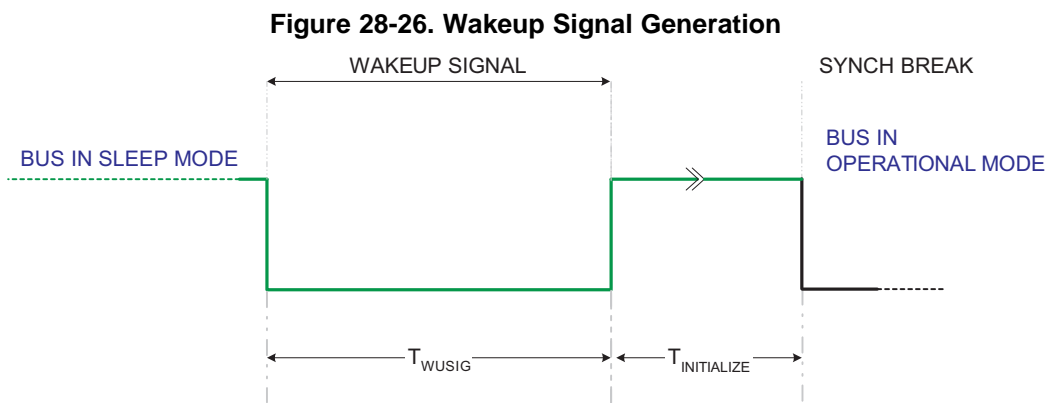 Figure 28-26. Wakeup Signal Generation
WAKEUP SIGNAL
SYNCH BREAK
BUS IN SLEEP MODE
BUS IN
OPERATIONAL MODE
TWUSIG
TINITIALIZE